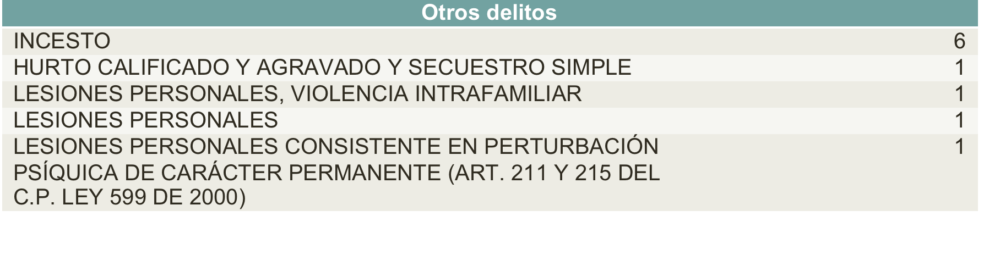 Otros delitos
INCESTO 6
HURTO CALIFICADO Y AGRAVADO Y SECUESTRO SIMPLE 1
LESIONES PERSONALES, VIOLENCIA INTRAFAMILIAR 1
LESIONES PERSONALES 1
LESIONES PERSONALES CONSISTENTE EN PERTURBACIÓN 1
PSÍQUICA DE CARÁCTER PERMANENTE (ART. 211 Y 215 DEL
C.P. LEY 599 DE 2000)